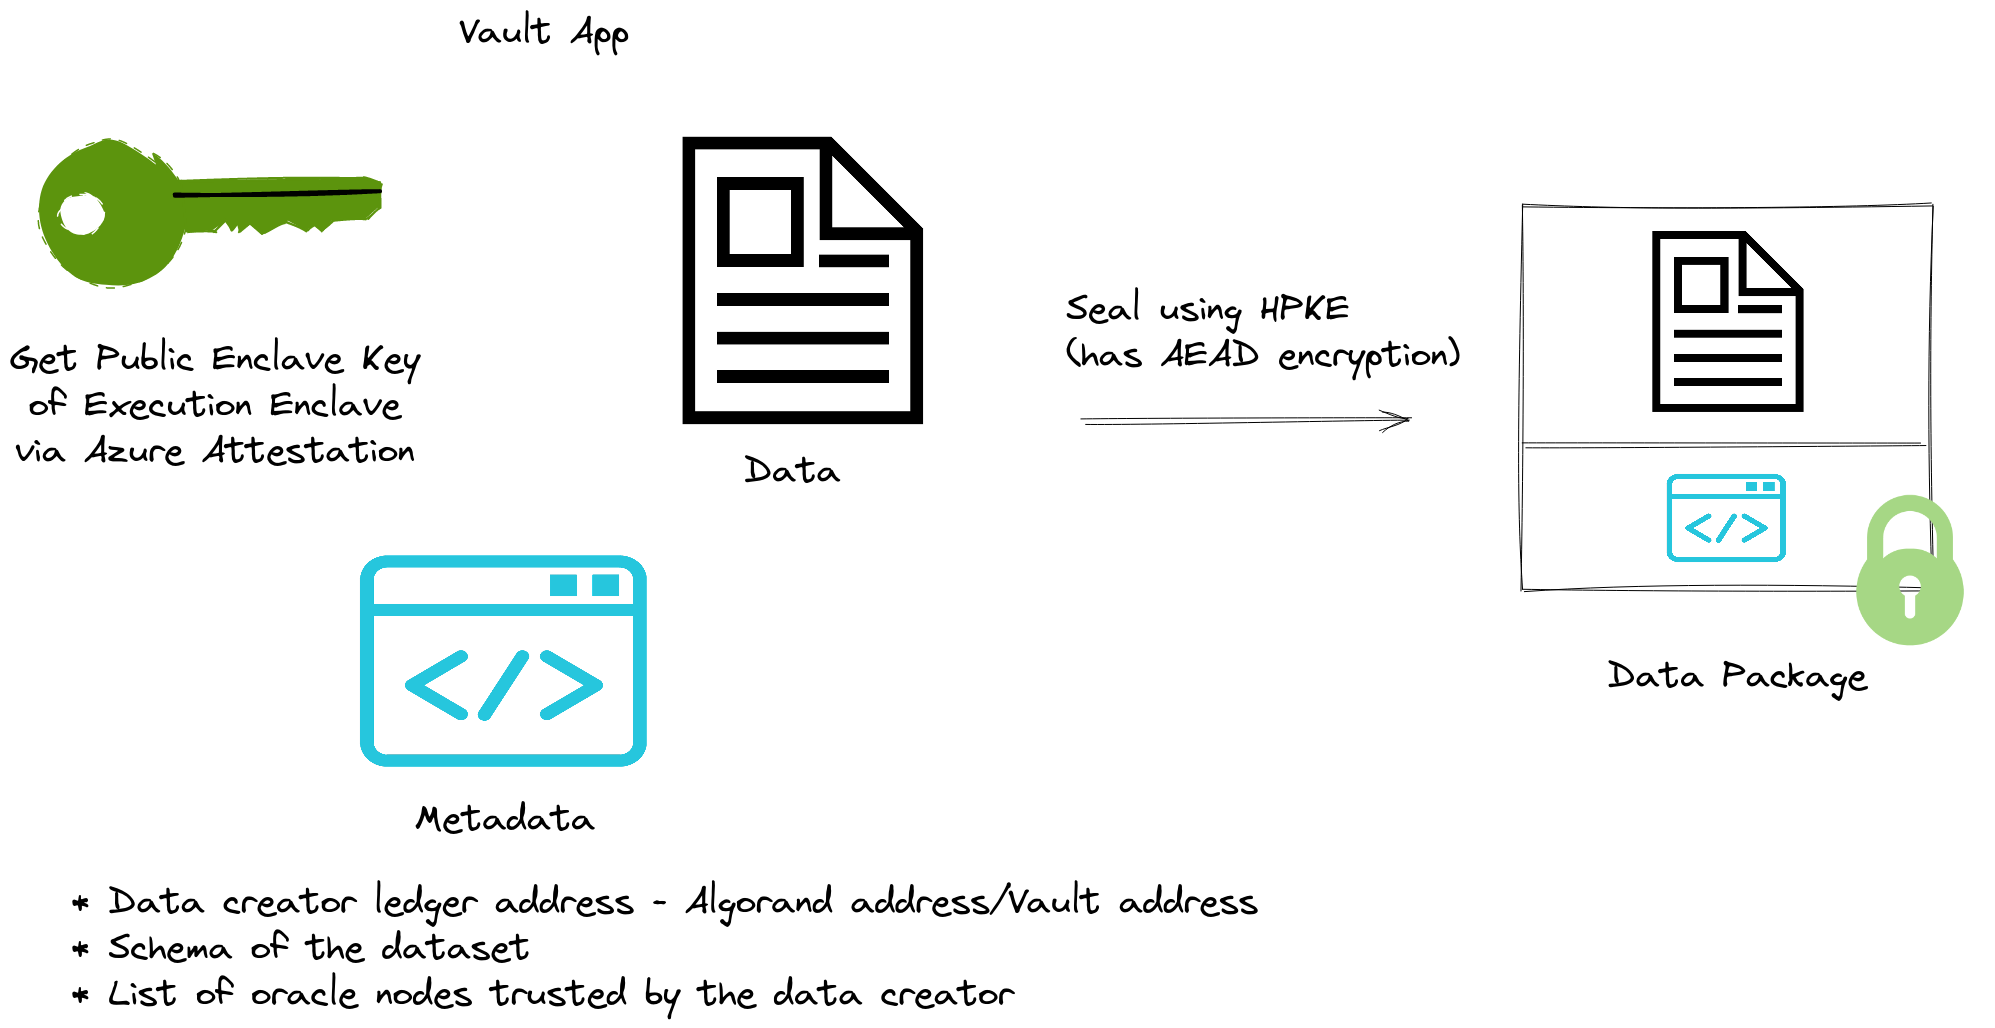 Vault App
Get Public Enclave Key
of Execution Enclave
via Azure Attestation
Data
Seal using HPKE
(has AEAD encryption)
</>
Data Package
</>
Metadata
* Data creator ledger address - Algorand address/Vault address
* Schema of the dataset
* List of oracle nodes trusted by the data creator